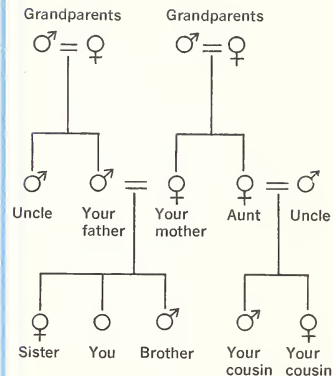 Grandparents Grandparents
Uncle Your father Your mother Aunt Uncle
Sister You Brother Your cousin Your cousin